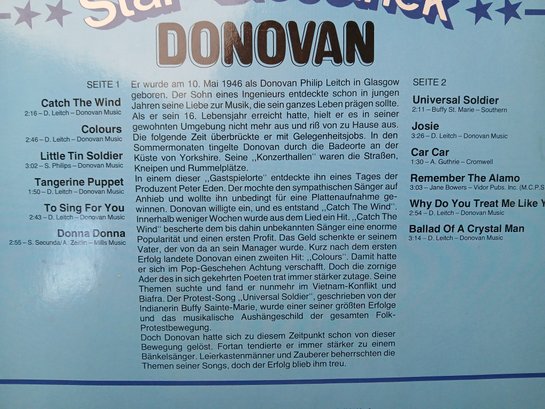 Star
DONOVAN
SEITE 1
Catch The Wind
2:16 – D. Leitch – Donovan Music
Colours
2:46 – D. Leitch – Donovan Music
Little Tin Soldier
3:02 – S. Philips – Donovan Music
Tangerine Puppet
1:50 – D. Leitch – Donovan Music
To Sing For You
2:43 – D. Leitch – Donovan Music
Donna Donna
2:55 – S. Secunda/A. Zeitlin – Mills Music
Er wurde am 10. Mai 1946 als Donovan Philip Leitch in Glasgow
geboren. Der Sohn eines Ingenieurs entdeckte schon in jungen
Jahren seine Liebe zur Musik, die sein ganzes Leben prägen sollte.
Als er sein 16. Lebensjahr erreicht hatte, hielt er es in seiner
gewohnten Umgebung nicht mehr aus und riß von zu Hause aus.
Die folgende Zeit überbrückte er mit Gelegenheitsjobs. In den
Sommermonaten tingelte Donovan durch die Badeorte an der
Küste von Yorkshire. Seine ,,Konzerthallen" waren die Straßen,
Kneipen und Rummelplätze.
In einem dieser ,,Gastspielorte" entdeckte ihn eines Tages der
Produzent Peter Eden. Der mochte den sympathischen Sänger auf
Anhieb und wollte ihn unbedingt für eine Plattenaufnahme ge-
winnen. Donovan willigte ein, und es entstand ,,Catch The Wind".
Innerhalb weniger Wochen wurde aus dem Lied ein Hit. ,,Catch The
Wind" bescherte dem bis dahin unbekannten Sänger eine enorme
Popularität und einen ersten Profit. Das Geld schenkte er seinem
Vater, der von da an sein Manager wurde. Kurz nach dem ersten
Erfolg landete Donovan einen zweiten Hit: ,,Colours". Damit hatte
er sich im Pop-Geschehen Achtung verschafft. Doch die zornige
Ader des in sich gekehrten Poeten trat immer stärker zutage. Seine
Themen suchte und fand er nunmehr im Vietnam-Konflikt und
Biafra. Der Protest-Song ,,Universal Soldier", geschrieben von der
Indianerin Buffy Sainte-Marie, wurde einer seiner größten Erfolge
und das musikalische Aushängeschild der gesamten Folk-
Protestbewegung.
Doch Donovan hatte sich zu diesem Zeitpunkt schon von dieser
Bewegung gelöst. Fortan tendierte er immer stärker zu einem
Bänkelsänger. Leierkastenmänner und Zauberer beherrschten die
Themen seiner Songs, doch der Erfolg blieb ihm treu.
SEITE 2
Universal Soldier
2:11 – Buffy St. Marie – Southern
Josie
3:26 – D. Leitch – Donovan Music
Car Car
1:30 – A. Guthrie – Cromwell
Remember The Alamo
3:03 – Jane Bowers – Vidor Pubs. Inc. (M.C.P.S
Why Do You Treat Me Like Y
2:54 – D. Leitch – Donovan Music
Ballad Of A Crystal Man
3:14 – D. Leitch – Donovan Music